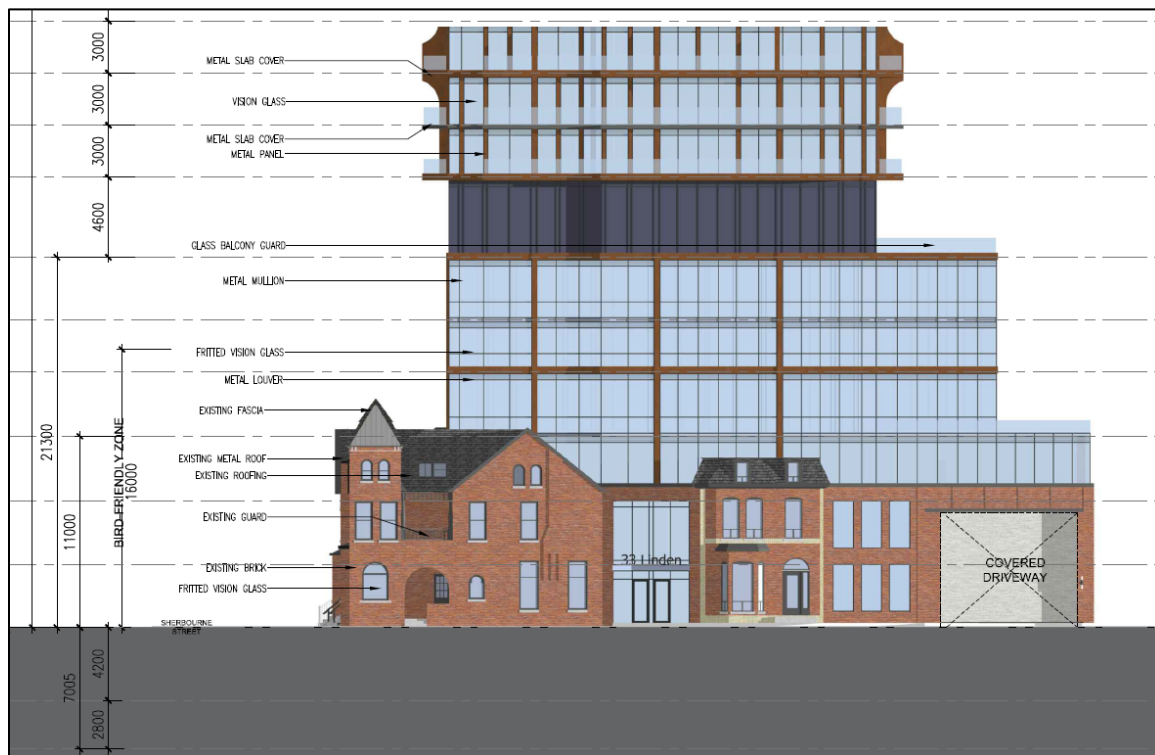 3000
METAL SLAB COVER
3000
VISION GLASS
METAL SLAB COVER
3000
METAL PANEL
4600
GLASS BALCONY GUARD
METAL MULLION
FRITTED VISION GLASS
METAL LOUVER
EXISTING FASCIA
21300
11000
BIRD-FRIENDLY ZONE
16000
EXISTING METAL ROOF
EXISTING ROOFING
EXISTING GUARD
33 Linden
EXISTING BRICK
COVERED
DRIVEWAY
FRITTED VISION GLASS
SHERBOURNE
STREET
4200
7005
2800